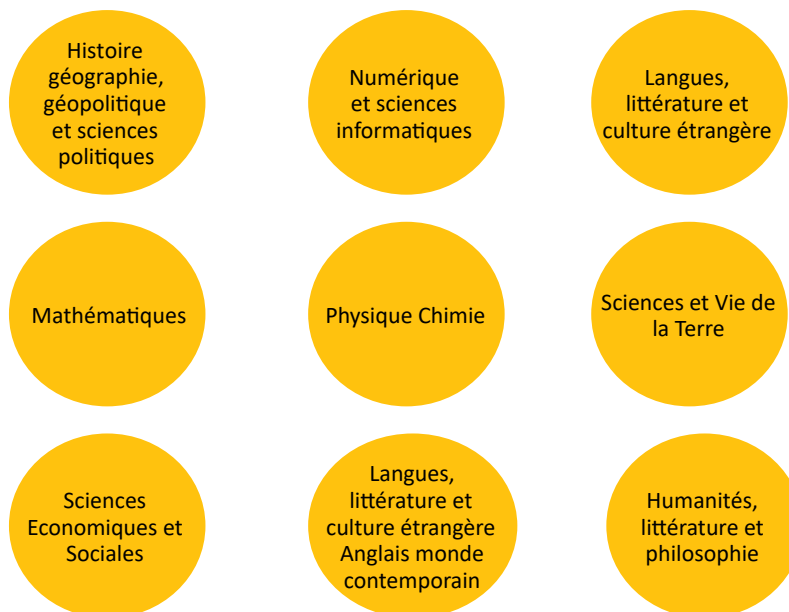 Histoire
géographie,
géopolitique
et sciences
politiques
Numérique
et sciences
informatiques
Langues,
littérature et
culture étrangère
Mathématiques
Physique Chimie
Sciences et Vie de
la Terre
Sciences
Economiques et
Sociales
Langues,
littérature et
culture étrangère
Anglais monde
contemporain
Humanités,
littérature et
philosophie